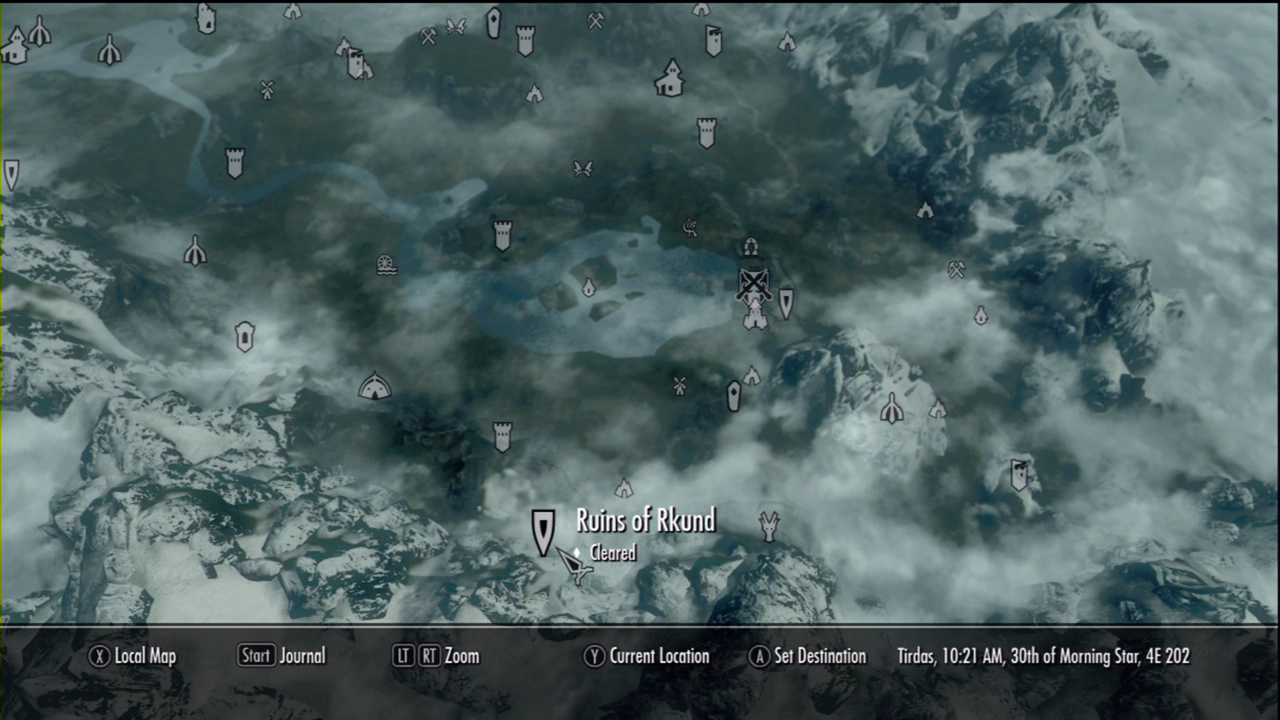 Ruins of Rkund
Cleared
X Local Map Start Journal LT RT Zoom Y Current Location A Set Destination Tirdas, 10:21 AM, 30th of Morning Star, 4E 202